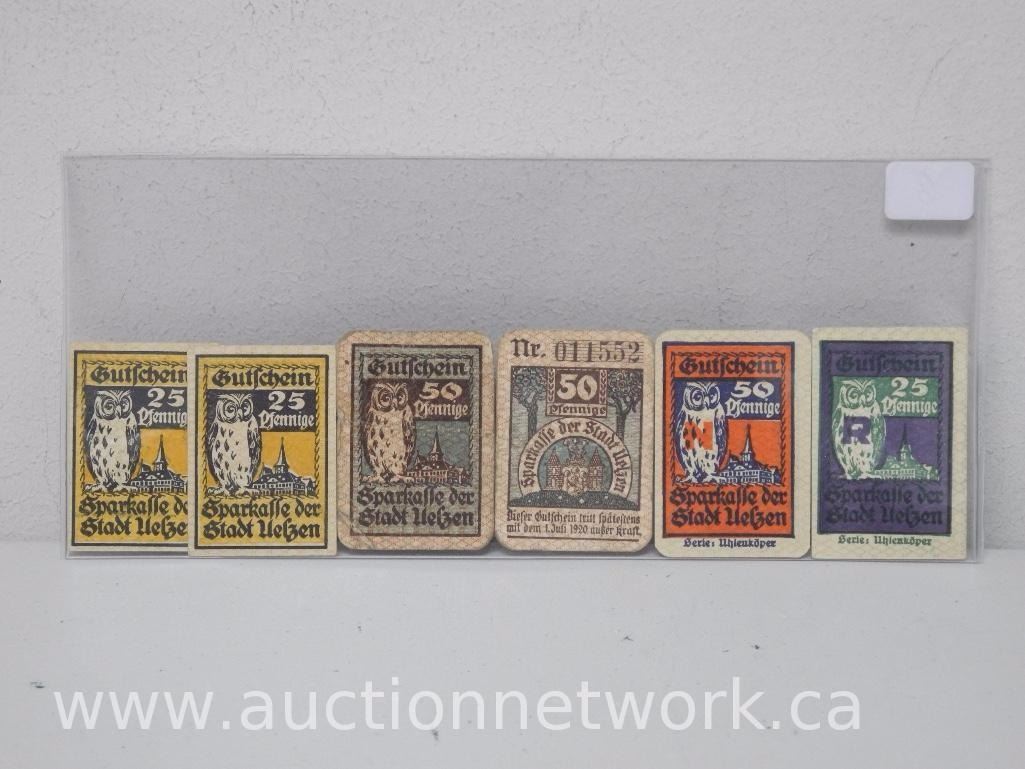 Gutschein
25
Pfennige
Sparkasse der
Stadt Uelzen
Gutschein
25
Pfennige
Sparkasse der
Stadt Uelzen
Gutschein
50
Pfennige
Sparkasse der
Stadt Uelzen
Nr. 011552
50
Pfennige
Sparkasse der Stadt Uelzen
Dieser Gutschein tritt spätestens
mit dem 1. Juli 1920 außer Kraft.
Gutschein
50
Pfennige
N
Sparkasse der
Stadt Uelzen
Serie: Uhlenköper
Gutschein
25
Pfennige
R
Sparkasse der
Stadt Uelzen
Serie: Uhlenköper
www.auctionnetwork.ca